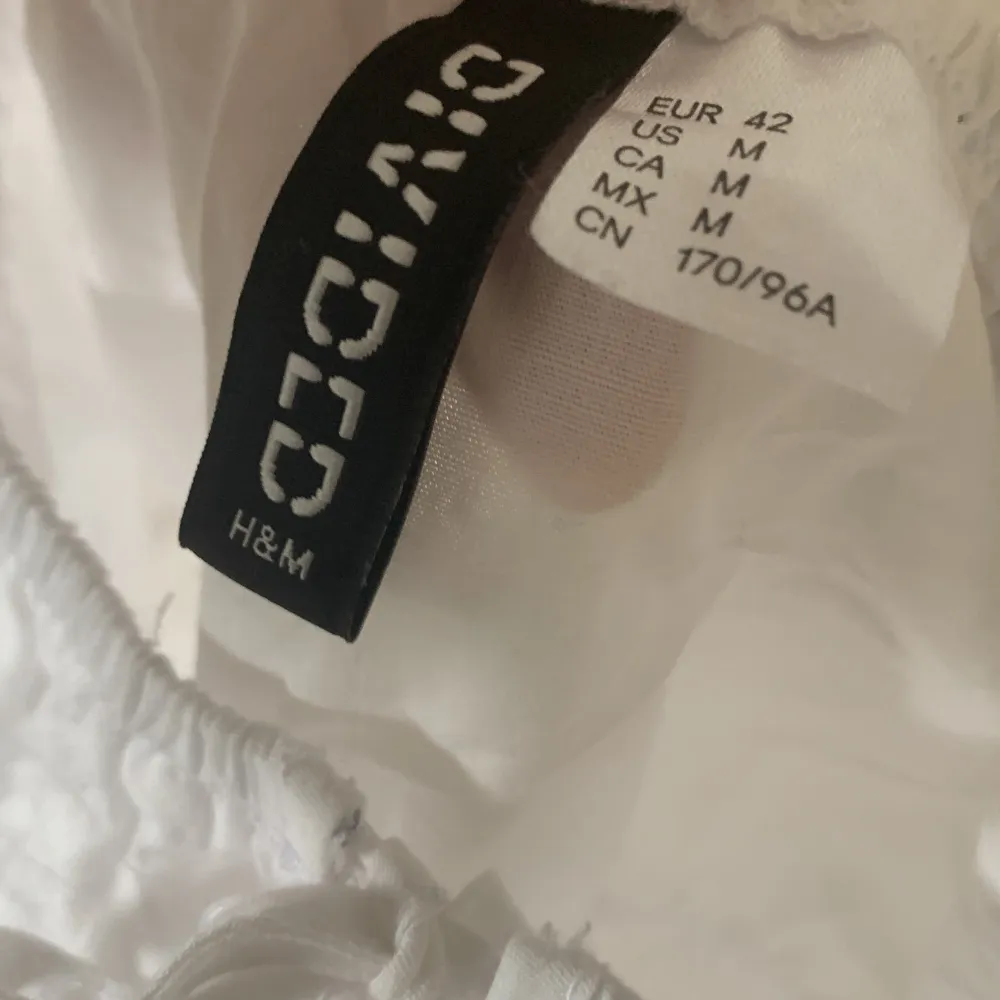 DIVIDED
H&M
EUR 42
US M
CA M
MX M
CN 170/96A